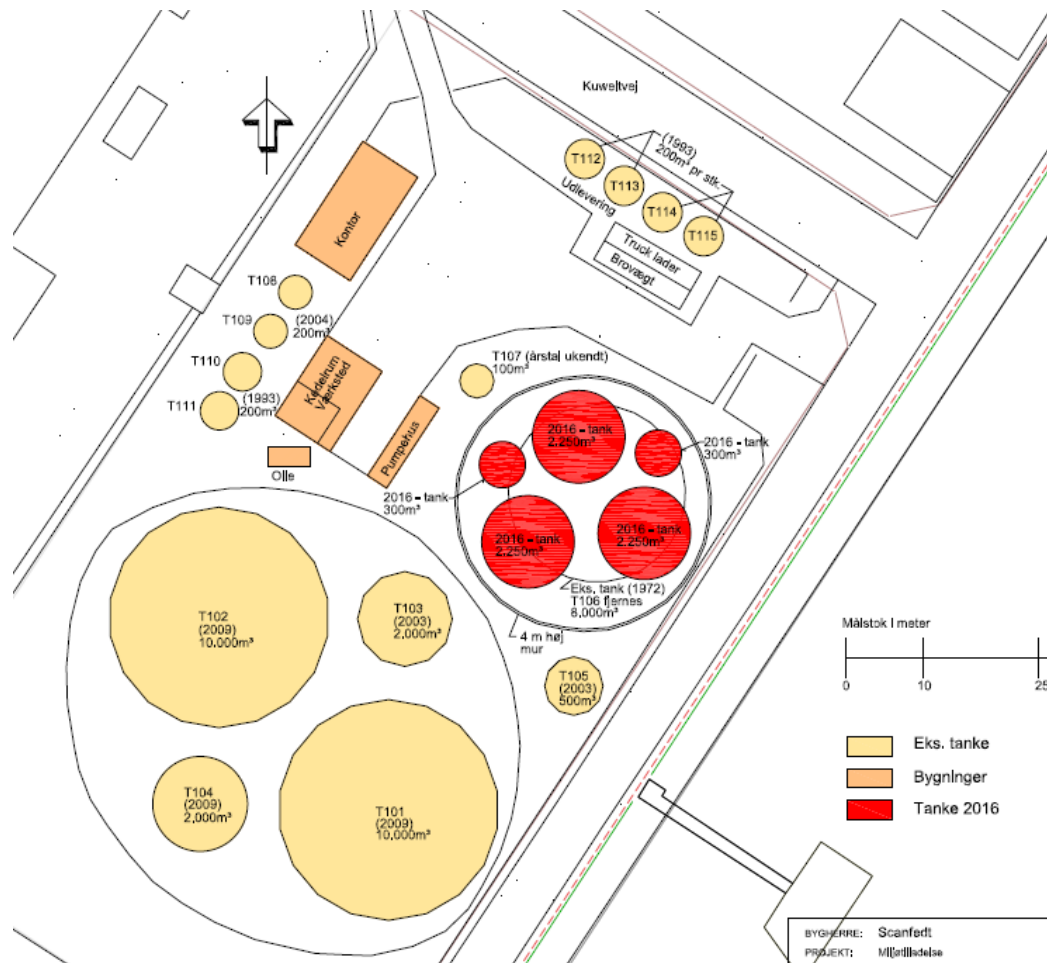 Kuweitvej
(1993)
200m³ pr stk.
T112
T113
T114
T115
Udlevering
Truck lader
Brovægt
Kontor
T108
T109
(2004)
200m³
T110
T111
(1993)
200m³
Kedelrum
Værksted
Pumpehus
Olie
T107 (årstal ukendt)
100m³
2016 - tank
2.250m³
2016 - tank
300m³
2016 - tank
300m³
2016 - tank
2.250m³
2016 - tank
2.250m³
Eks. tank (1972)
T106 fjernes
8.000m³
4 m høj
mur
T102
(2009)
10.000m³
T103
(2003)
2.000m³
T105
(2003)
500m³
T104
(2009)
2.000m³
T101
(2009)
10.000m³
Målstok i meter
0 10 25
Eks. tanke
Bygninger
Tanke 2016
BYGHERRE: Scanfedt
PROJEKT: Miljøtilladelse